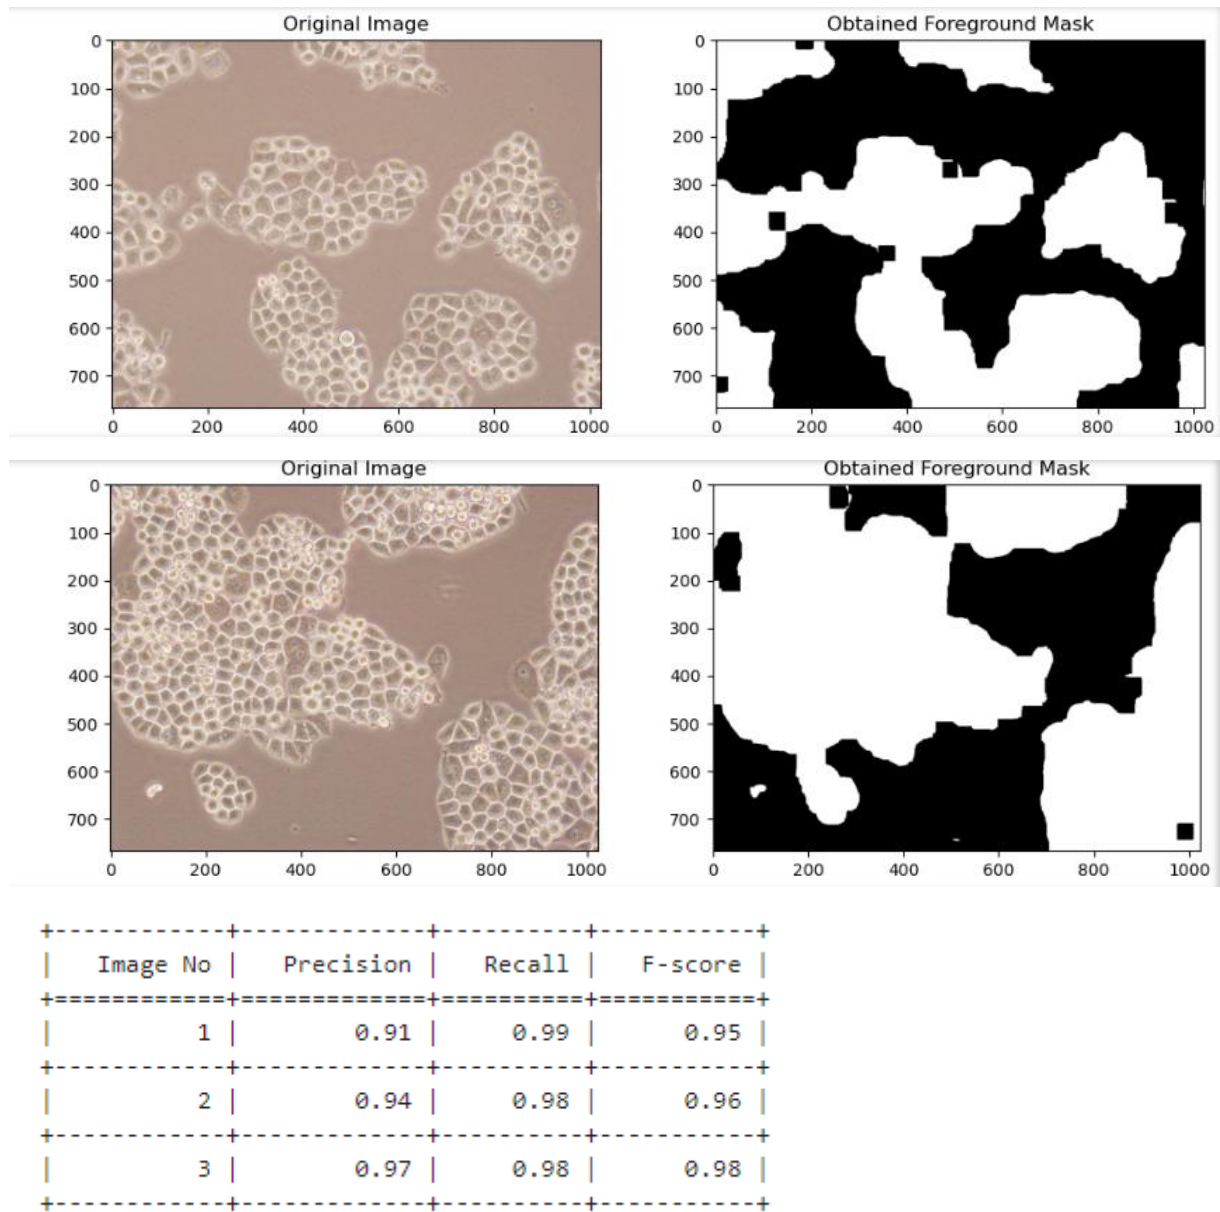 Original Image Obtained Foreground Mask
0 0
100 100
200 200
300 300
400 400
500 500
600 600
700 700
0 200 400 600 800 1000 0 200 400 600 800 1000
Original Image Obtained Foreground Mask
0 0
100 100
200 200
300 300
400 400
500 500
600 600
700 700
0 200 400 600 800 1000 0 200 400 600 800 1000
+------------+-------------+----------+-----------+
| Image No | Precision | Recall | F-score |
+============+=============+==========+===========+
| 1 | 0.91 | 0.99 | 0.95 |
+------------+-------------+----------+-----------+
| 2 | 0.94 | 0.98 | 0.96 |
+------------+-------------+----------+-----------+
| 3 | 0.97 | 0.98 | 0.98 |
+------------+-------------+----------+-----------+